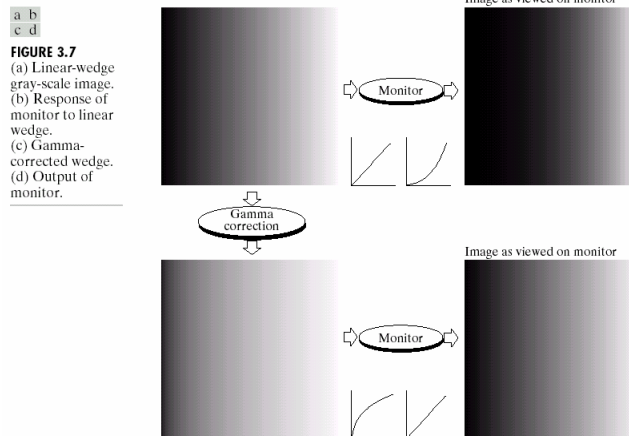 a b
c d
FIGURE 3.7
(a) Linear-wedge
gray-scale image.
(b) Response of
monitor to linear
wedge.
(c) Gamma-
corrected wedge.
(d) Output of
monitor.
Image as viewed on monitor
Monitor
Gamma
correction
Image as viewed on monitor
Monitor